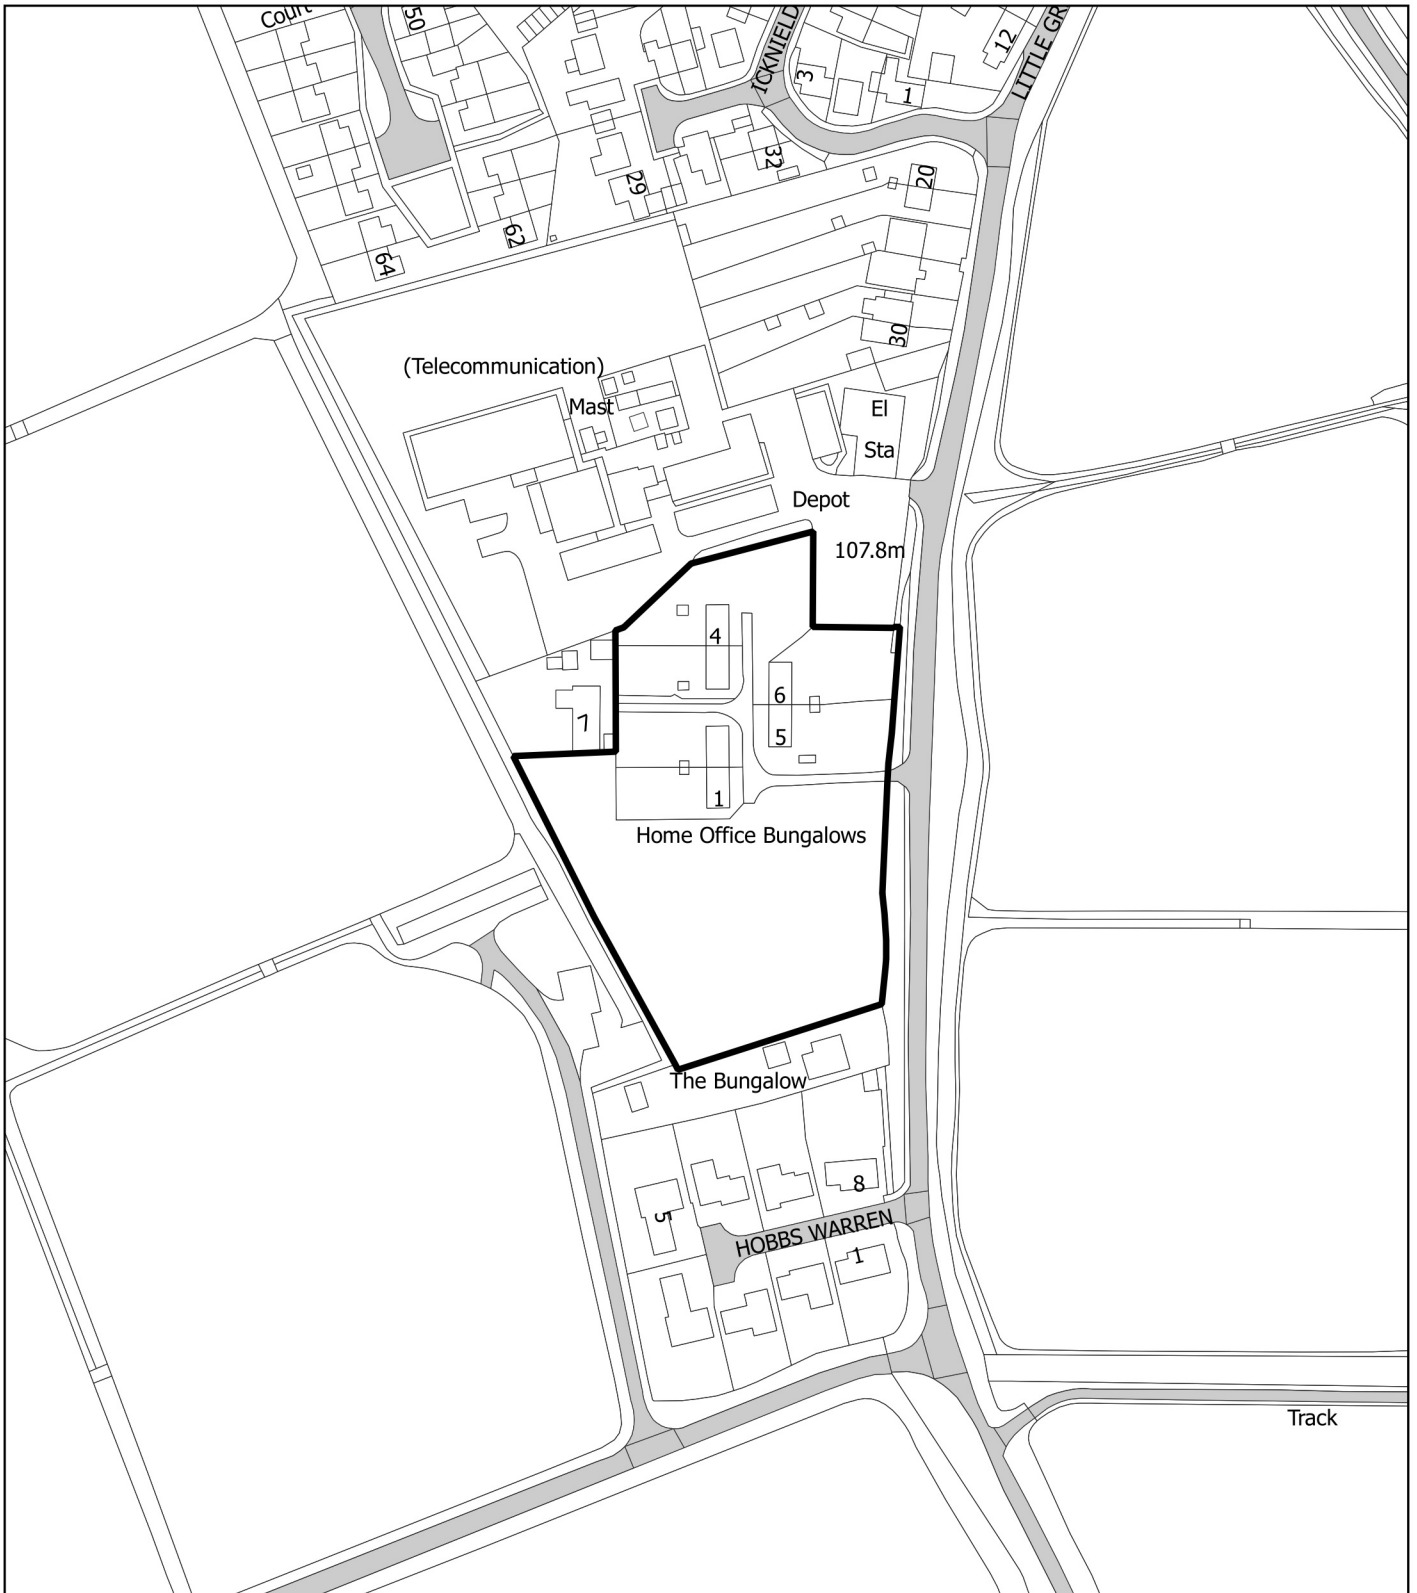 Court
50
ICKNIELD
LITTLE GR
12
3
1
32
29
20
62
64
30
(Telecommunication)
Mast
El
Sta
Depot
107.8m
4
6
7
5
1
Home Office Bungalows
The Bungalow
8
5
HOBBS WARREN
1
Track